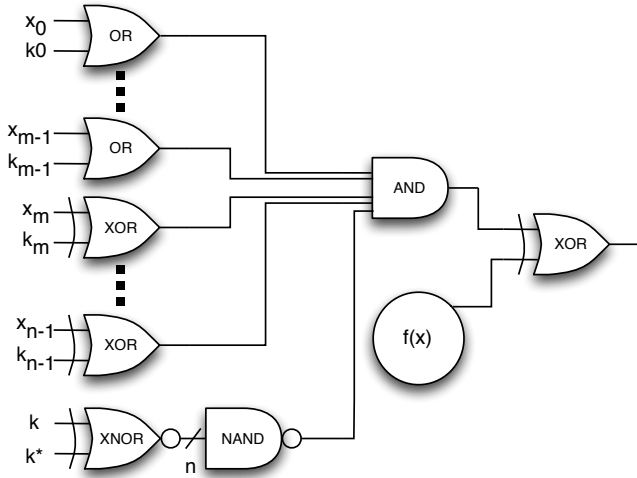 x0
k0
OR
xm-1
km-1
OR
xm
km
XOR
xn-1
kn-1
XOR
k
k*
XNOR
n
NAND
AND
f(x)
XOR